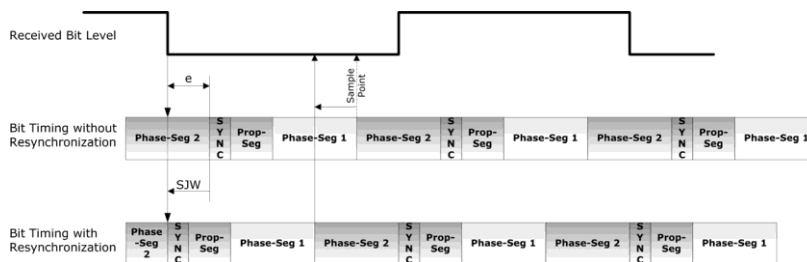 Received Bit Level
e
Sample
Point
Bit Timing without
Resynchronization
Phase-Seg 2
S
Y
N
C
Prop-
Seg
Phase-Seg 1
Phase-Seg 2
S
Y
N
C
Prop-
Seg
Phase-Seg 1
Phase-Seg 2
S
Y
N
C
Prop-
Seg
Phase-Seg 1
SJW
Bit Timing with
Resynchronization
Phase
-Seg
2
S
Y
N
C
Prop-
Seg
Phase-Seg 1
Phase-Seg 2
S
Y
N
C
Prop-
Seg
Phase-Seg 1
Phase-Seg 2
S
Y
N
C
Prop-
Seg
Phase-Seg 1